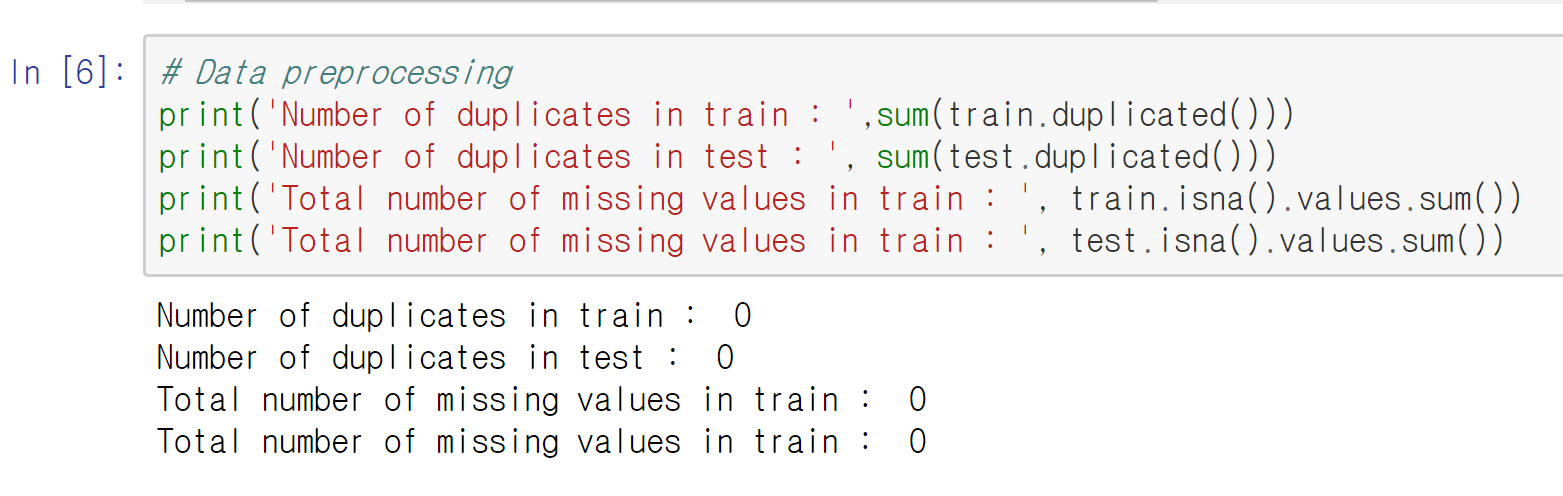 In [6]:
# Data preprocessing
print('Number of duplicates in train : ',sum(train.duplicated()))
print('Number of duplicates in test : ', sum(test.duplicated()))
print('Total number of missing values in train : ', train.isna().values.sum())
print('Total number of missing values in train : ', test.isna().values.sum())
Number of duplicates in train :  0
Number of duplicates in test :  0
Total number of missing values in train :  0
Total number of missing values in train :  0